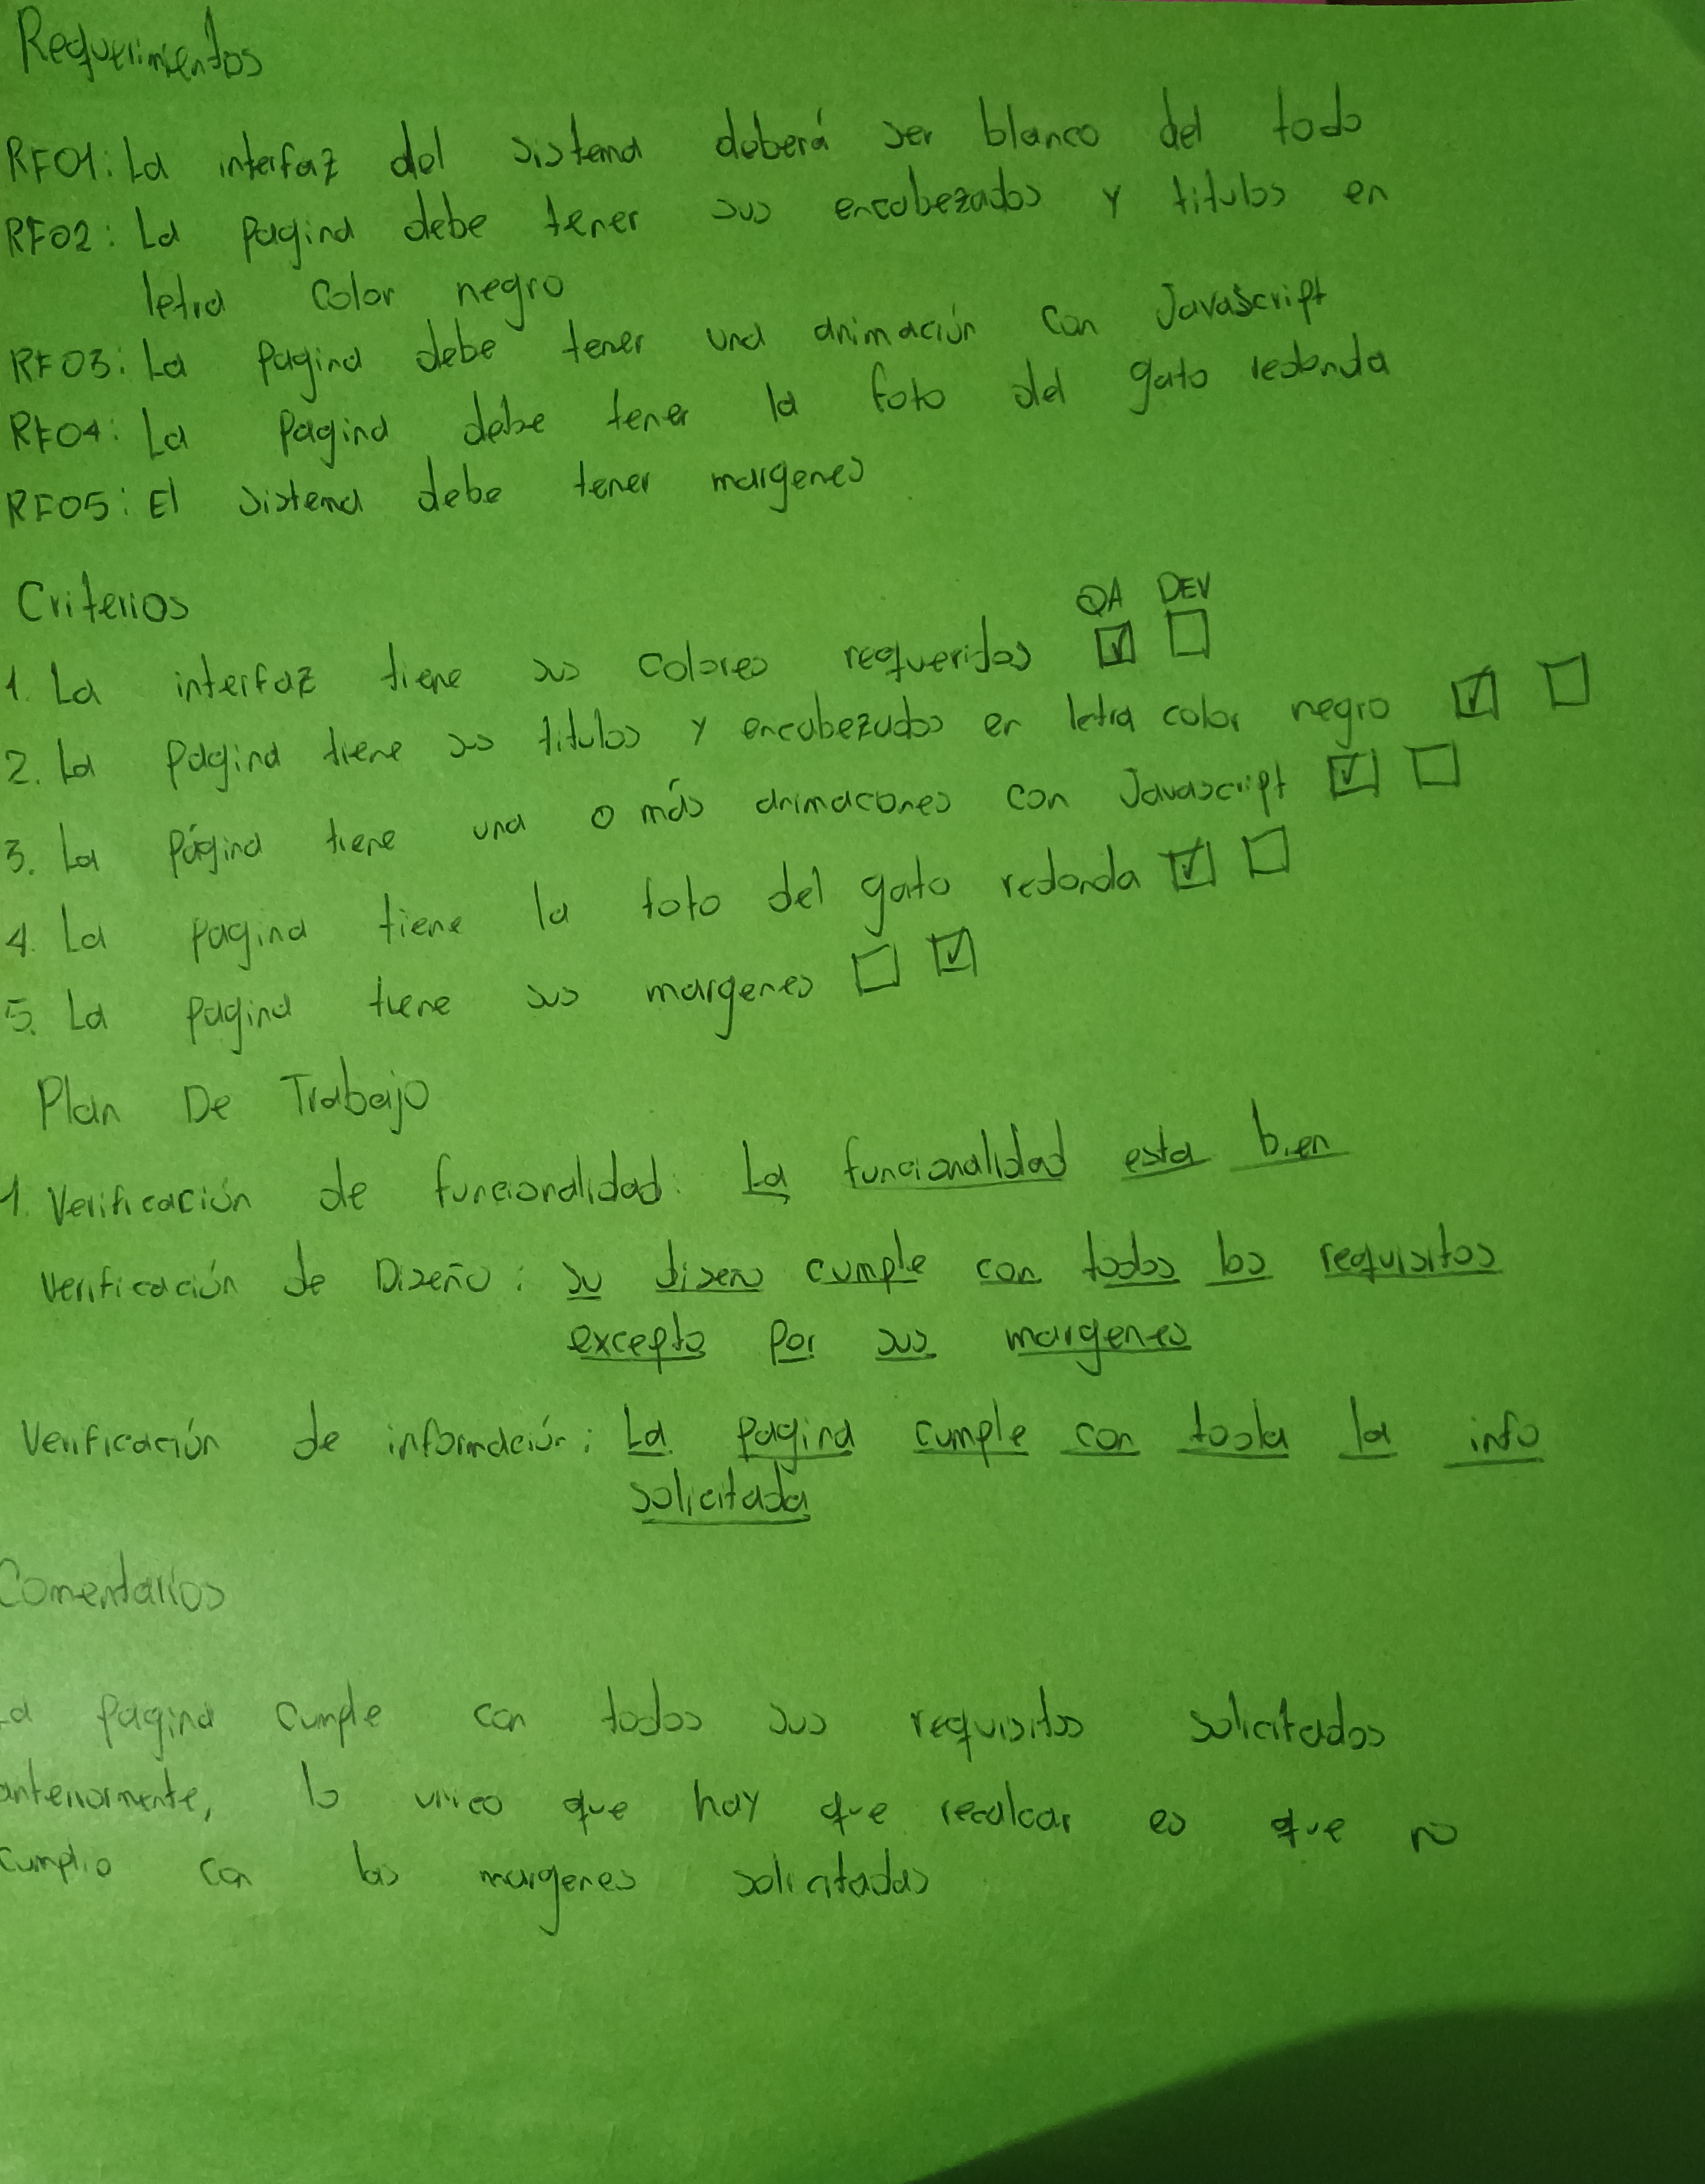 Requerimientos
RF01: La interfaz del sistema deberá ser blanco del todo
RF02: La pagina debe tener sus encabezados y titulos en
letra color negro
RF03: La pagina debe tener una animación con Javascript
RF04: La pagina debe tener la foto del gato redonda
RF05: El sistema debe tener margenes
Criterios
QA DEV
1. La interfaz tiene sus colores requeridos ☑ ☐
2. La pagina tiene sus titulos y encabezados en letra color negro ☑ ☐
3. La página tiene una o más animacones con Javascript ☑ ☐
4. La pagina tiene la foto del gato redonda ☑ ☐
5. La pagina tiene sus margenes ☐ ☑
Plan De Trabajo
1. Verificación de funcionalidad: La funcionalidad esta bien
Verificación de Diseño: su diseño cumple con todos los requisitos
excepto por sus margenes
Verificación de información: La pagina cumple con toda la info
solicitada
Comentarios
La pagina cumple con todos sus requisitos solicitados
anteriormente, lo unico que hay que recalcar es que no
cumplio con las margenes solicitadas